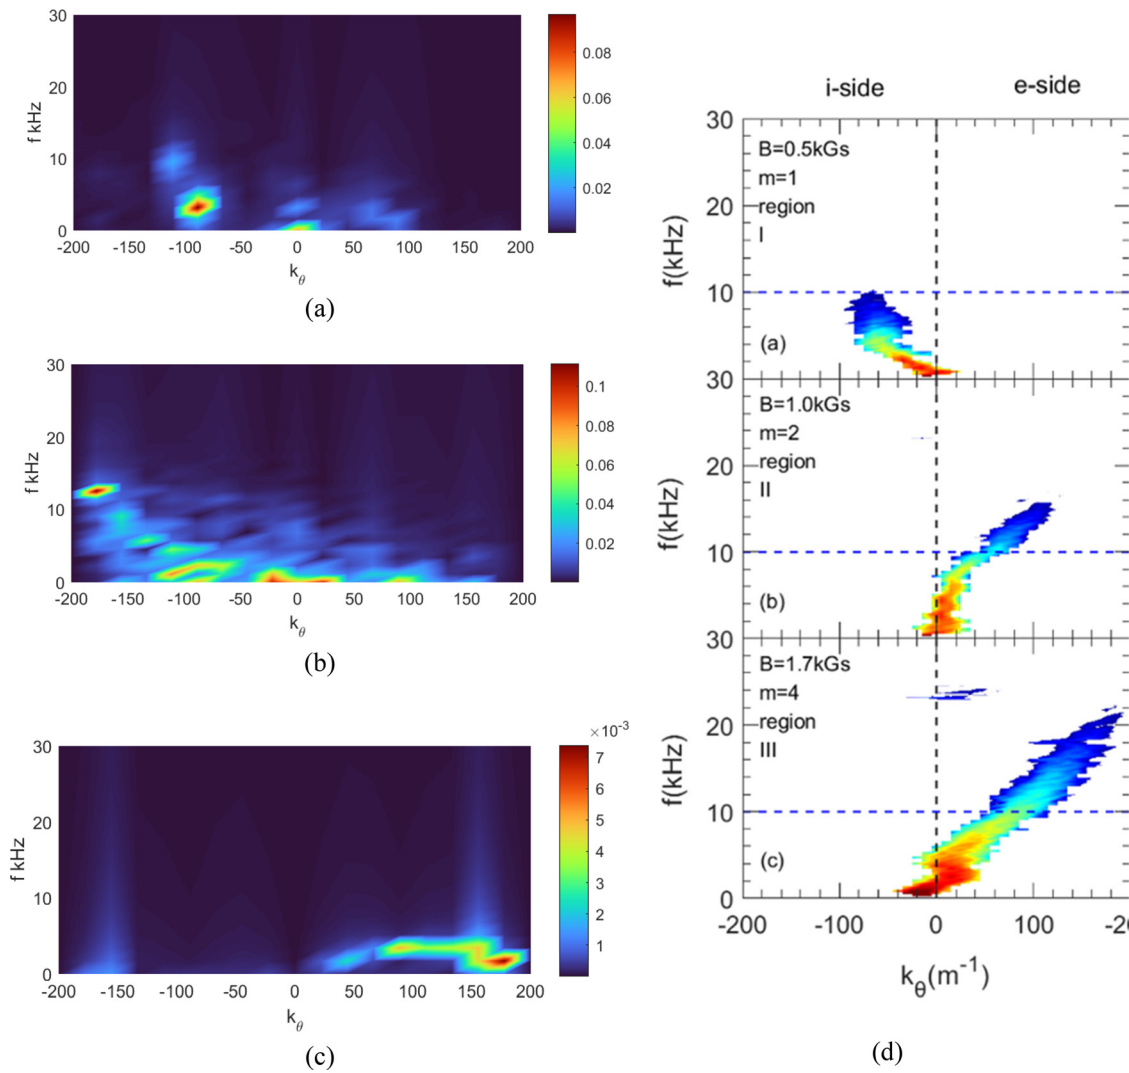 30
20
10
0
f kHz
-200 -150 -100 -50 0 50 100 150 200
k_θ
0.08
0.06
0.04
0.02
(a)
30
20
10
0
f kHz
-200 -150 -100 -50 0 50 100 150 200
k_θ
0.1
0.08
0.06
0.04
0.02
(b)
×10⁻³
30
20
10
0
f kHz
-200 -150 -100 -50 0 50 100 150 200
k_θ
7
6
5
4
3
2
1
(c)
i-side e-side
30
20
10
f(kHz)
B=0.5kGs
m=1
region
I
(a)
30
20
10
f(kHz)
B=1.0kGs
m=2
region
II
(b)
30
20
10
0
f(kHz)
B=1.7kGs
m=4
region
III
(c)
-200 -100 0 100 -20
k_θ(m⁻¹)
(d)